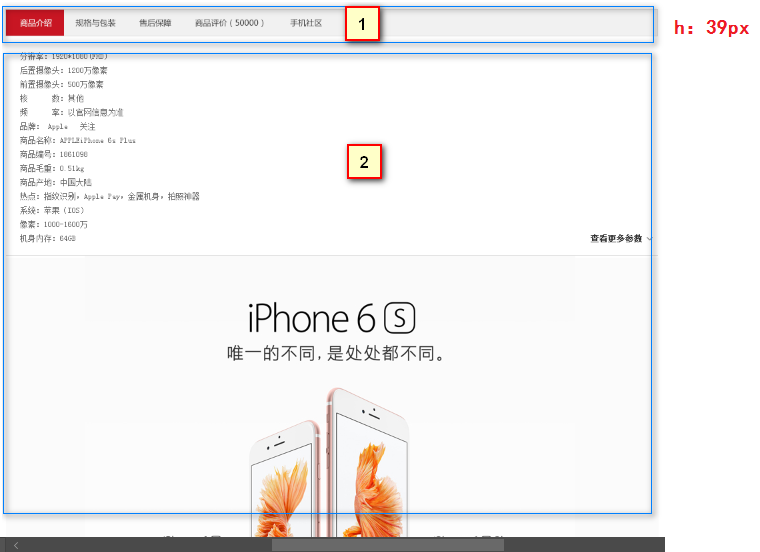 商品介绍 规格与包装 售后保障 商品评价（50000） 手机社区 1
h: 39px
分辨率：1920*1080(FHD)
后置摄像头：1200万像素
前置摄像头：500万像素
核 数：其他
频 率：以官网信息为准
品牌： Apple 关注
商品名称：APPLEiPhone 6s Plus
商品编号：1861098
商品毛重：0.51kg
商品产地：中国大陆
热点：指纹识别，Apple Pay，金属机身，拍照神器
系统：苹果（IOS）
像素：1000-1600万
机身内存：64GB
2
查看更多参数
iPhone 6 S
唯一的不同，是处处都不同。